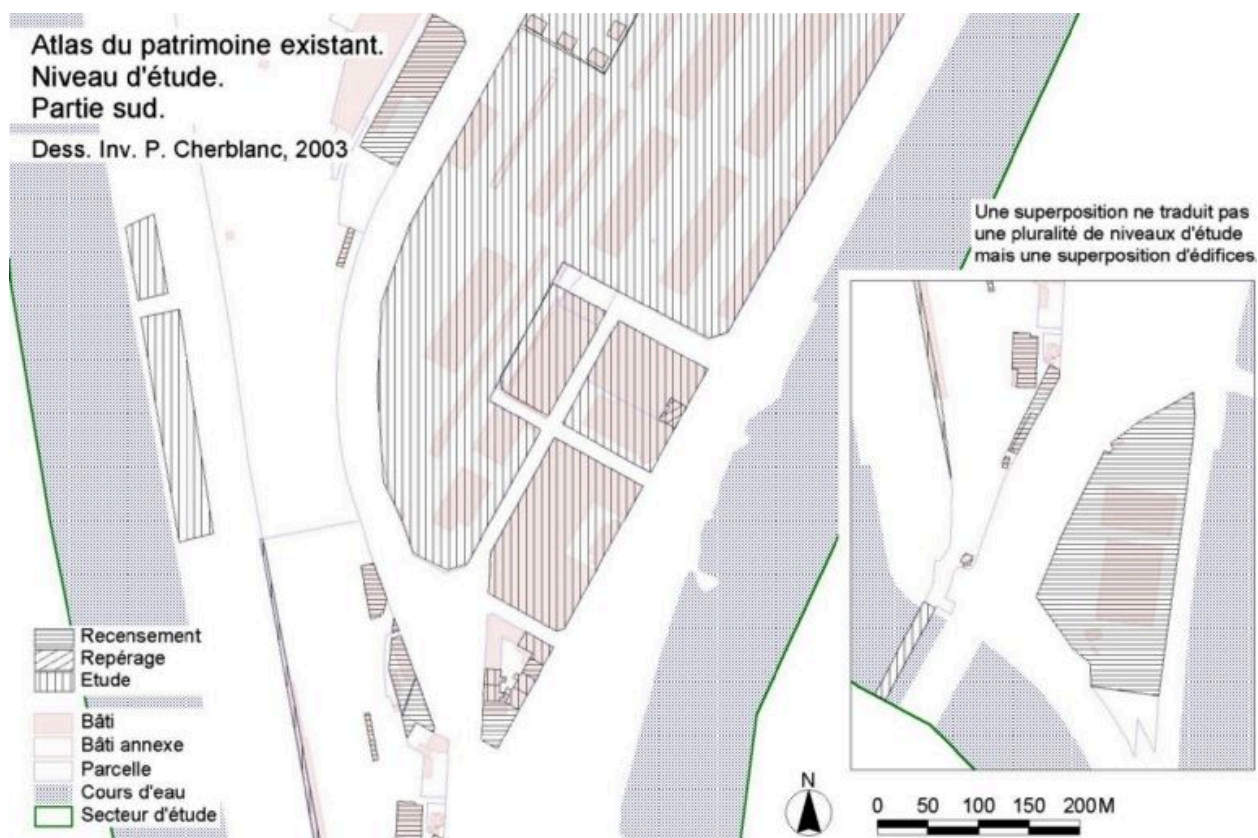 Atlas du patrimoine existant.
Niveau d'étude.
Partie sud.
Dess. Inv. P. Cherblanc, 2003
Une superposition ne traduit pas
une pluralité de niveaux d'étude
mais une superposition d'édifices.
Recensement
Repérage
Etude
Bâti
Bâti annexe
Parcelle
Cours d'eau
Secteur d'étude
N
0 50 100 150 200M